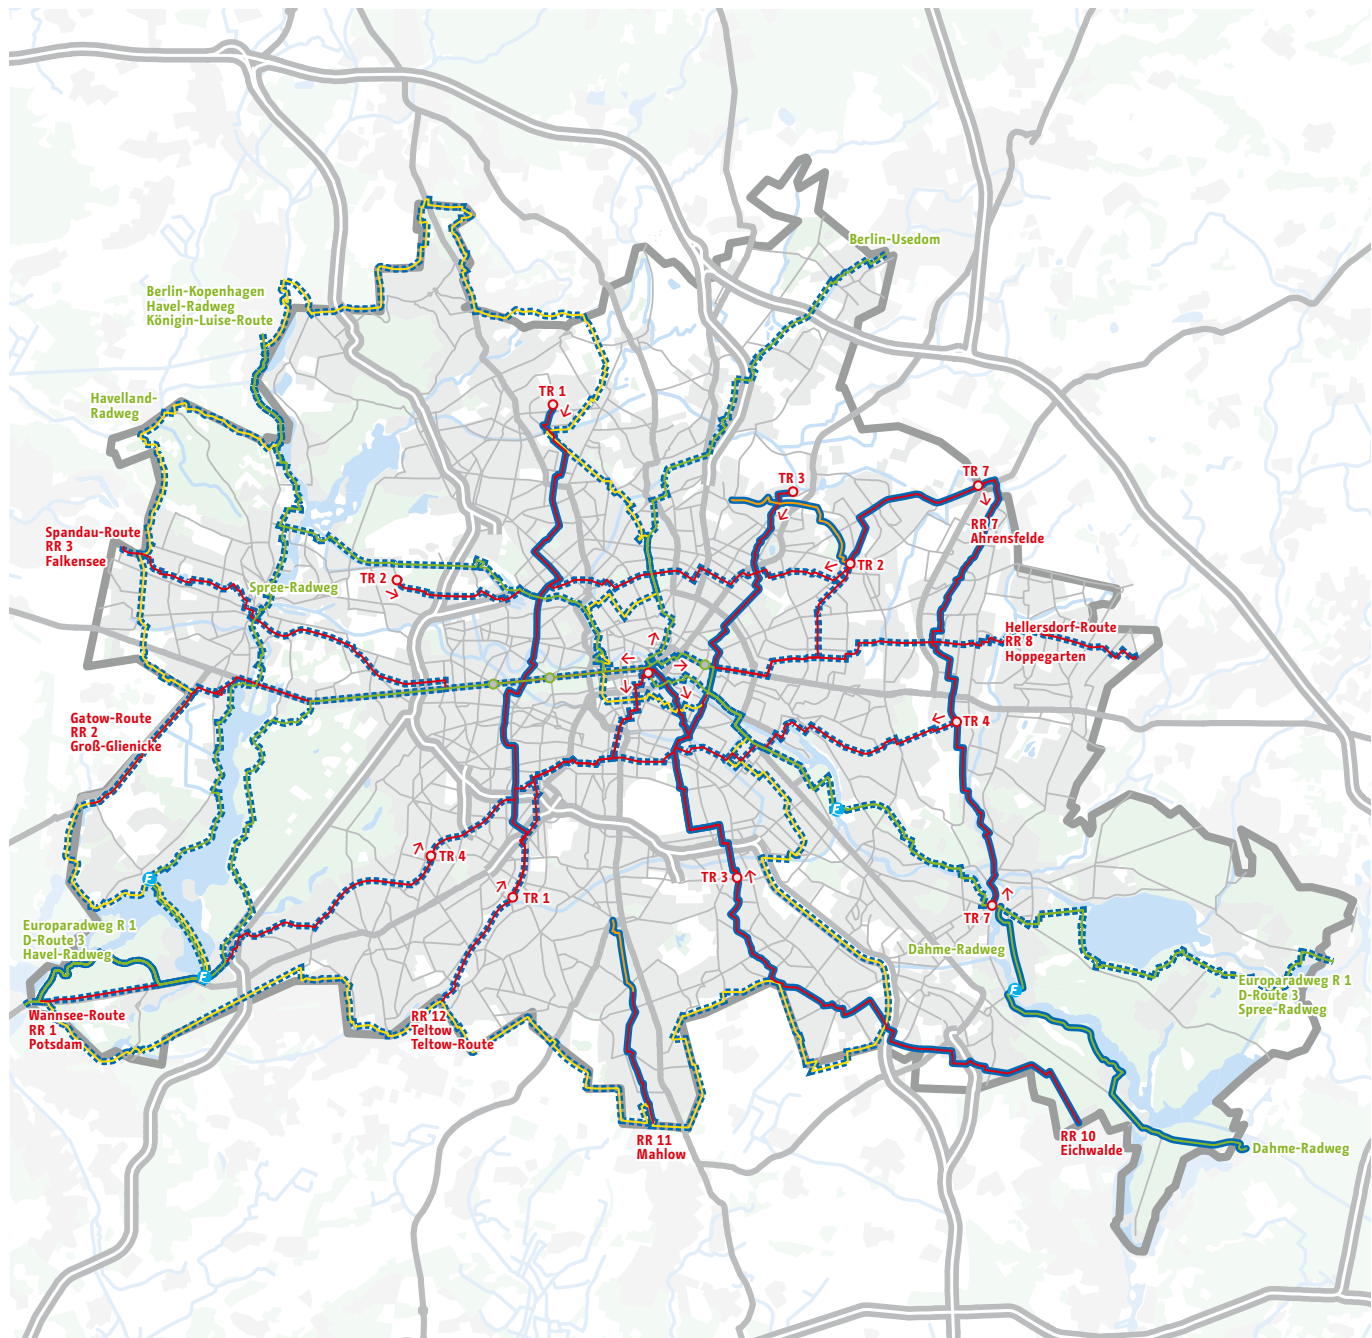 Berlin-Usedom
Berlin-Kopenhagen
Havel-Radweg
Königin-Luise-Route
Havelland-
Radweg
TR 1
TR 3
TR 7
RR 7
Ahrensfelde
Spandau-Route
RR 3
Falkensee
TR 2
TR 2
Spree-Radweg
Hellersdorf-Route
RR 8
Hoppegarten
Gatow-Route
RR 2
Groß-Glienicke
TR 4
F
TR 4
TR 3
F
TR 1
TR 7
Europaradweg R 1
D-Route 3
Havel-Radweg
Dahme-Radweg
F
F
Europaradweg R 1
D-Route 3
Spree-Radweg
Wannsee-Route
RR 1
Potsdam
RR 12
Teltow
Teltow-Route
RR 11
Mahlow
RR 10
Eichwalde
Dahme-Radweg